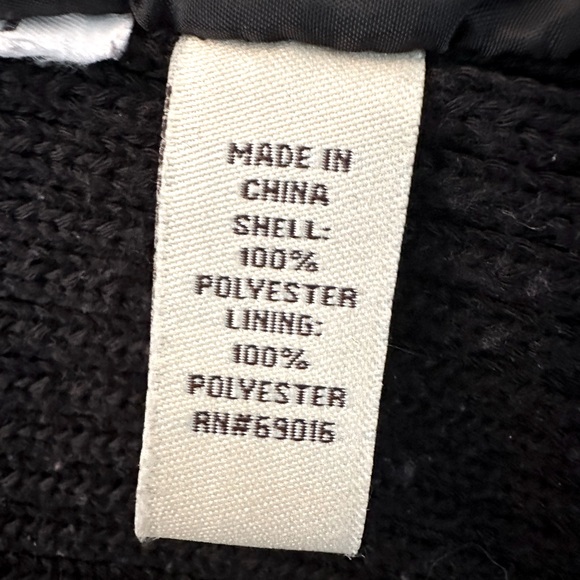 MADE IN
CHINA
SHELL:
100%
POLYESTER
LINING:
100%
POLYESTER
RN#69016